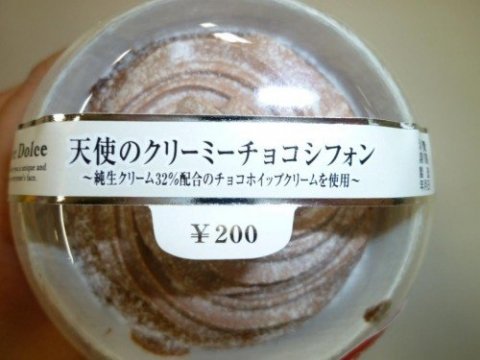 Dolce
天使のクリーミーチョコシフォン
～純生クリーム32%配合のチョコホイップクリームを使用～
¥200